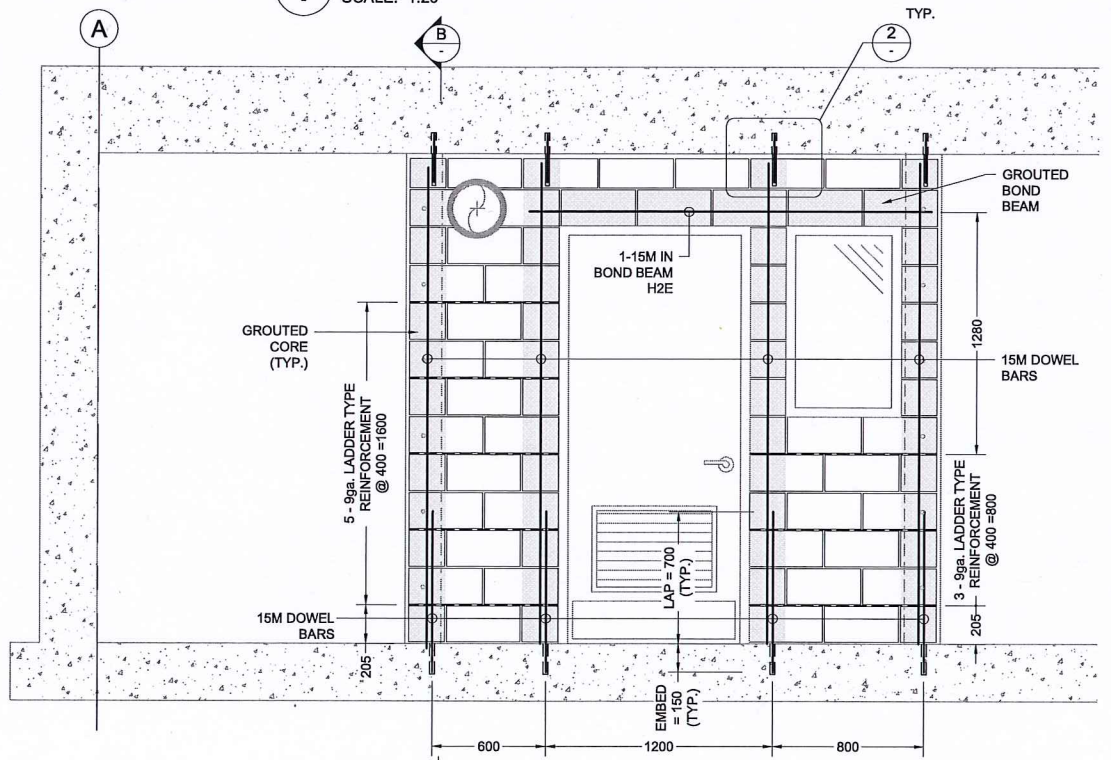 SCALE: 1:20
-
A
B
-
TYP.
2
-
GROUTED
BOND
BEAM
1-15M IN
BOND BEAM
H2E
GROUTED
CORE
(TYP.)
1280
15M DOWEL
BARS
5 - 9ga. LADDER TYPE
REINFORCEMENT
@ 400 =1600
3 - 9ga. LADDER TYPE
REINFORCEMENT
@ 400 =800
LAP = 700
(TYP.)
15M DOWEL
BARS
205
205
EMBED
= 150
(TYP.)
600
1200
800